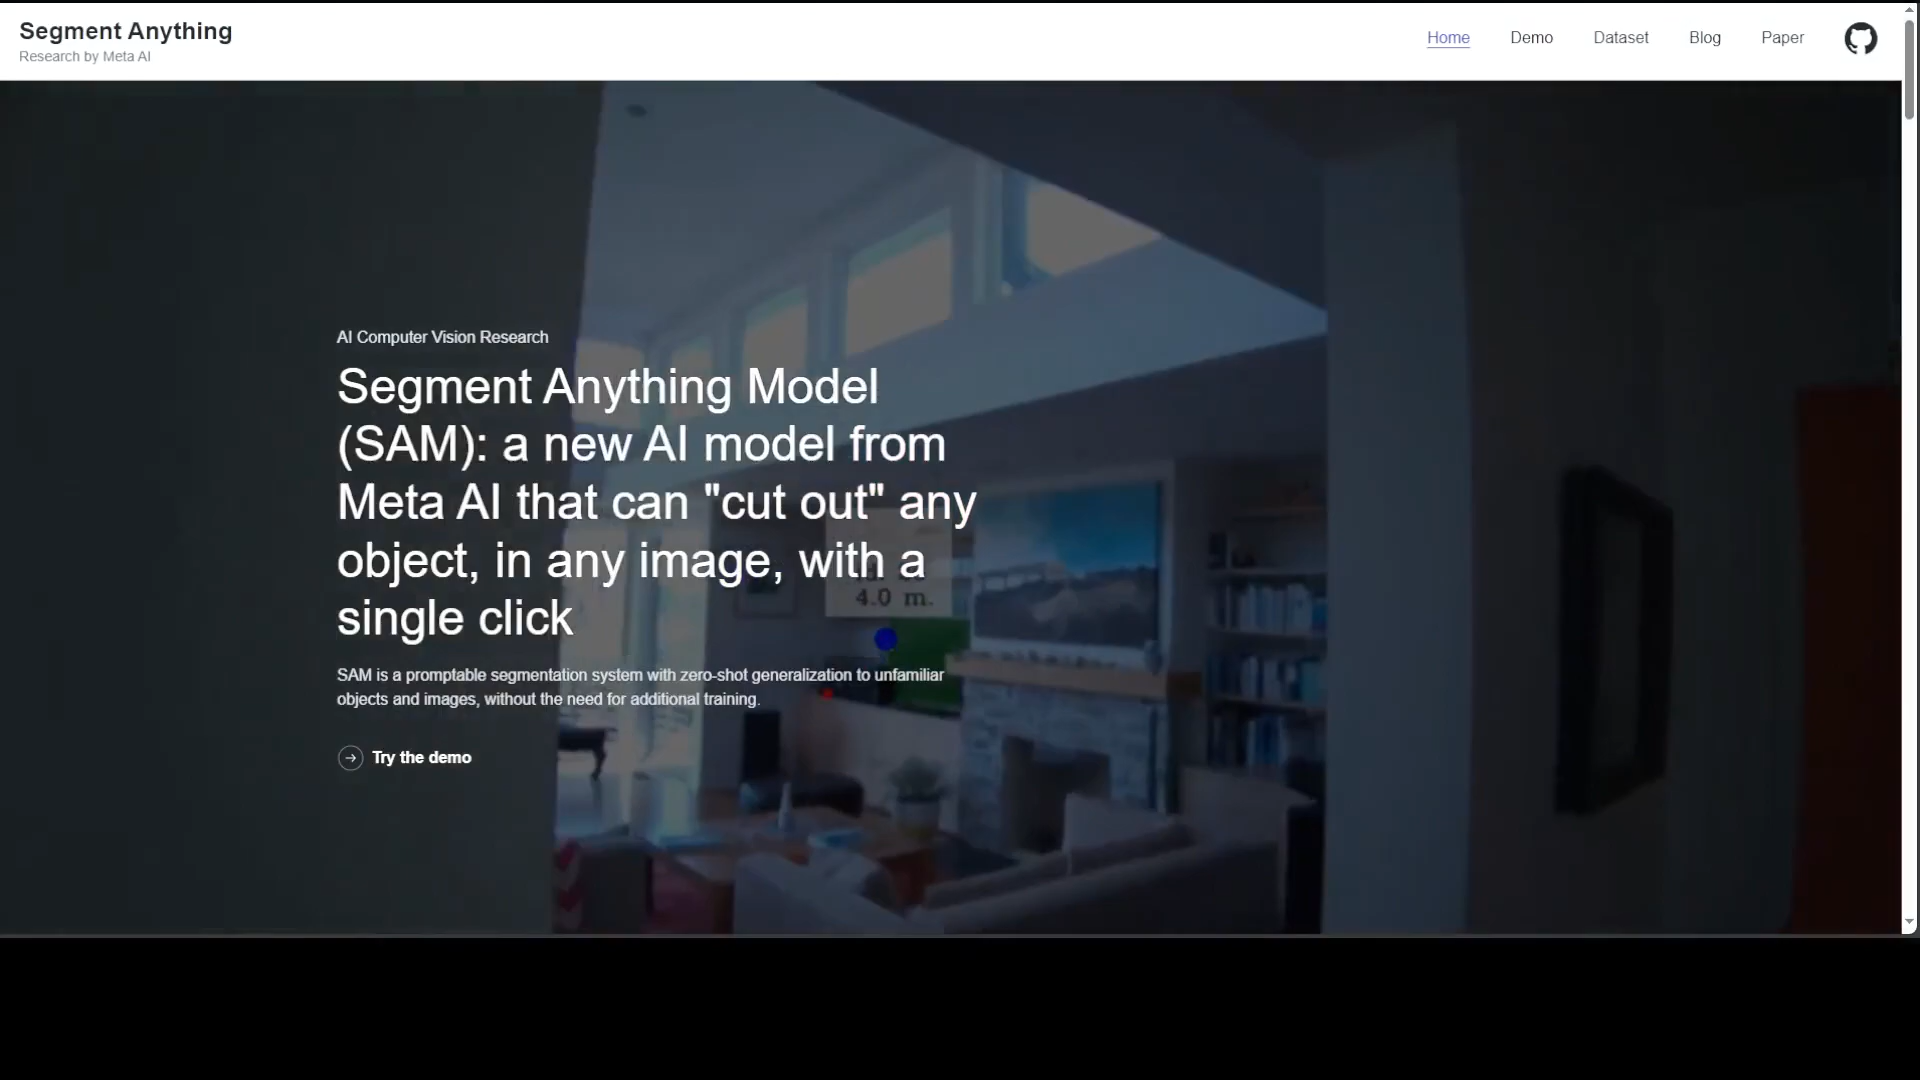 Segment Anything
Research by Meta AI
Home
Demo
Dataset
Blog
Paper
AI Computer Vision Research
Segment Anything Model
(SAM): a new AI model from
Meta AI that can "cut out" any
object, in any image, with a
single click
4.0 m.
SAM is a promptable segmentation system with zero-shot generalization to unfamiliar
objects and images, without the need for additional training.
Try the demo